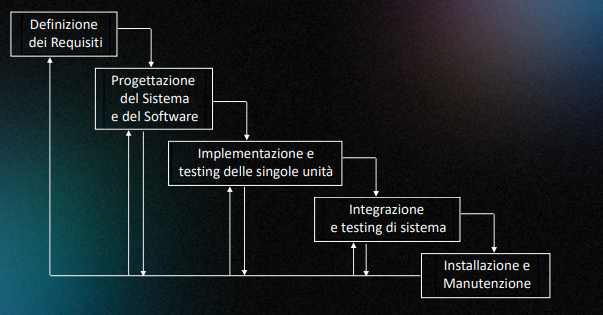 Definizione
dei Requisiti
Progettazione
del Sistema
e del Software
Implementazione e
testing delle singole unità
Integrazione
e testing di sistema
Installazione e
Manutenzione